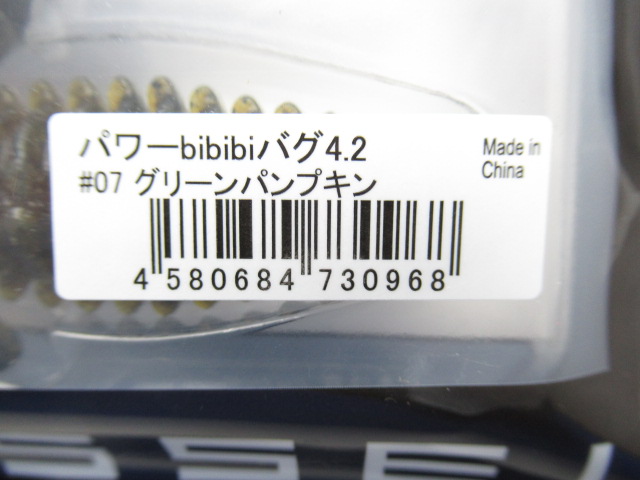 パワーbibibiバグ4.2
#07 グリーンパンプキン
Made in
China
4 580684 730968